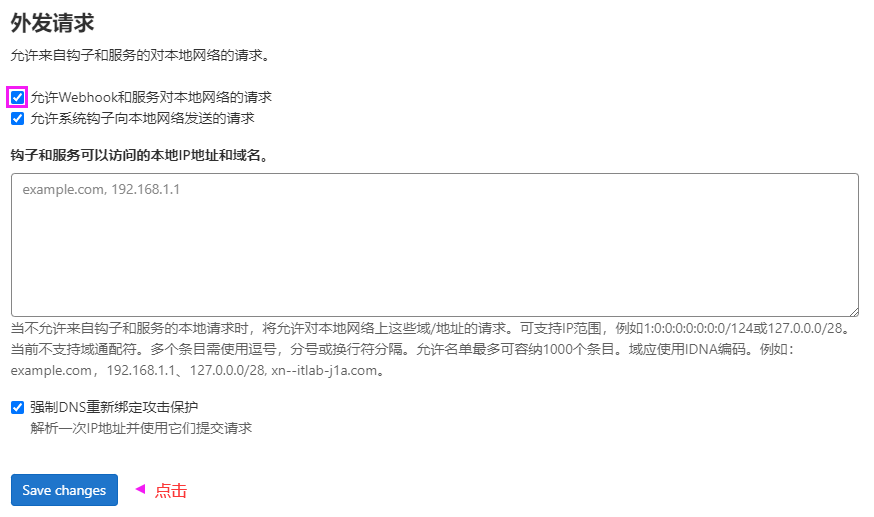 外发请求
允许来自钩子和服务的对本地网络的请求。
允许Webhook和服务对本地网络的请求
允许系统钩子向本地网络发送的请求
钩子和服务可以访问的本地IP地址和域名。
example.com, 192.168.1.1
当不允许来自钩子和服务的本地请求时，将允许对本地网络上这些域/地址的请求。可支持IP范围，例如1:0:0:0:0:0:0:0/124或127.0.0.0/28。
当前不支持域通配符。多个条目需使用逗号，分号或换行符分隔。允许名单最多可容纳1000个条目。域应使用IDNA编码。例如：
example.com，192.168.1.1、127.0.0.0/28, xn--itlab-j1a.com。
强制DNS重新绑定攻击保护
解析一次IP地址并使用它们提交请求
Save changes
点击